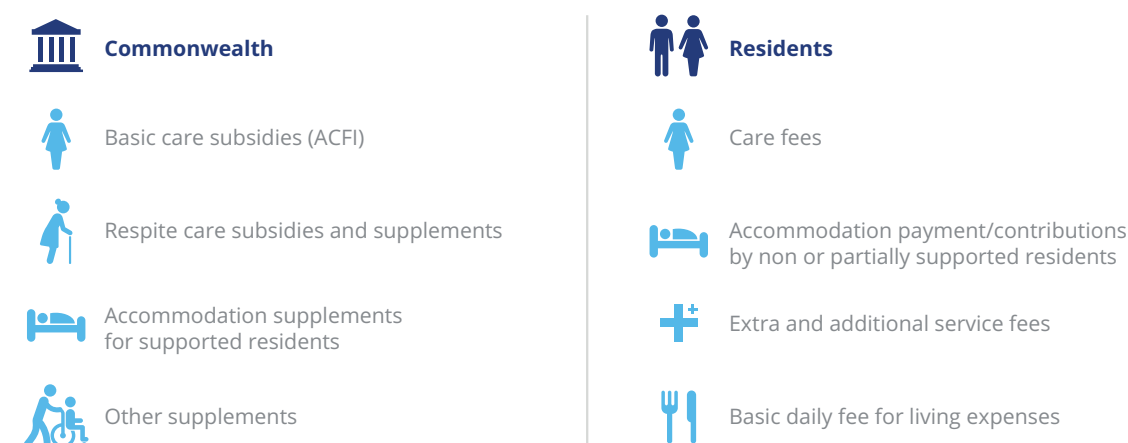 Commonwealth
Basic care subsidies (ACFI)
Respite care subsidies and supplements
Accommodation supplements
for supported residents
Other supplements
Residents
Care fees
Accommodation payment/contributions
by non or partially supported residents
Extra and additional service fees
Basic daily fee for living expenses